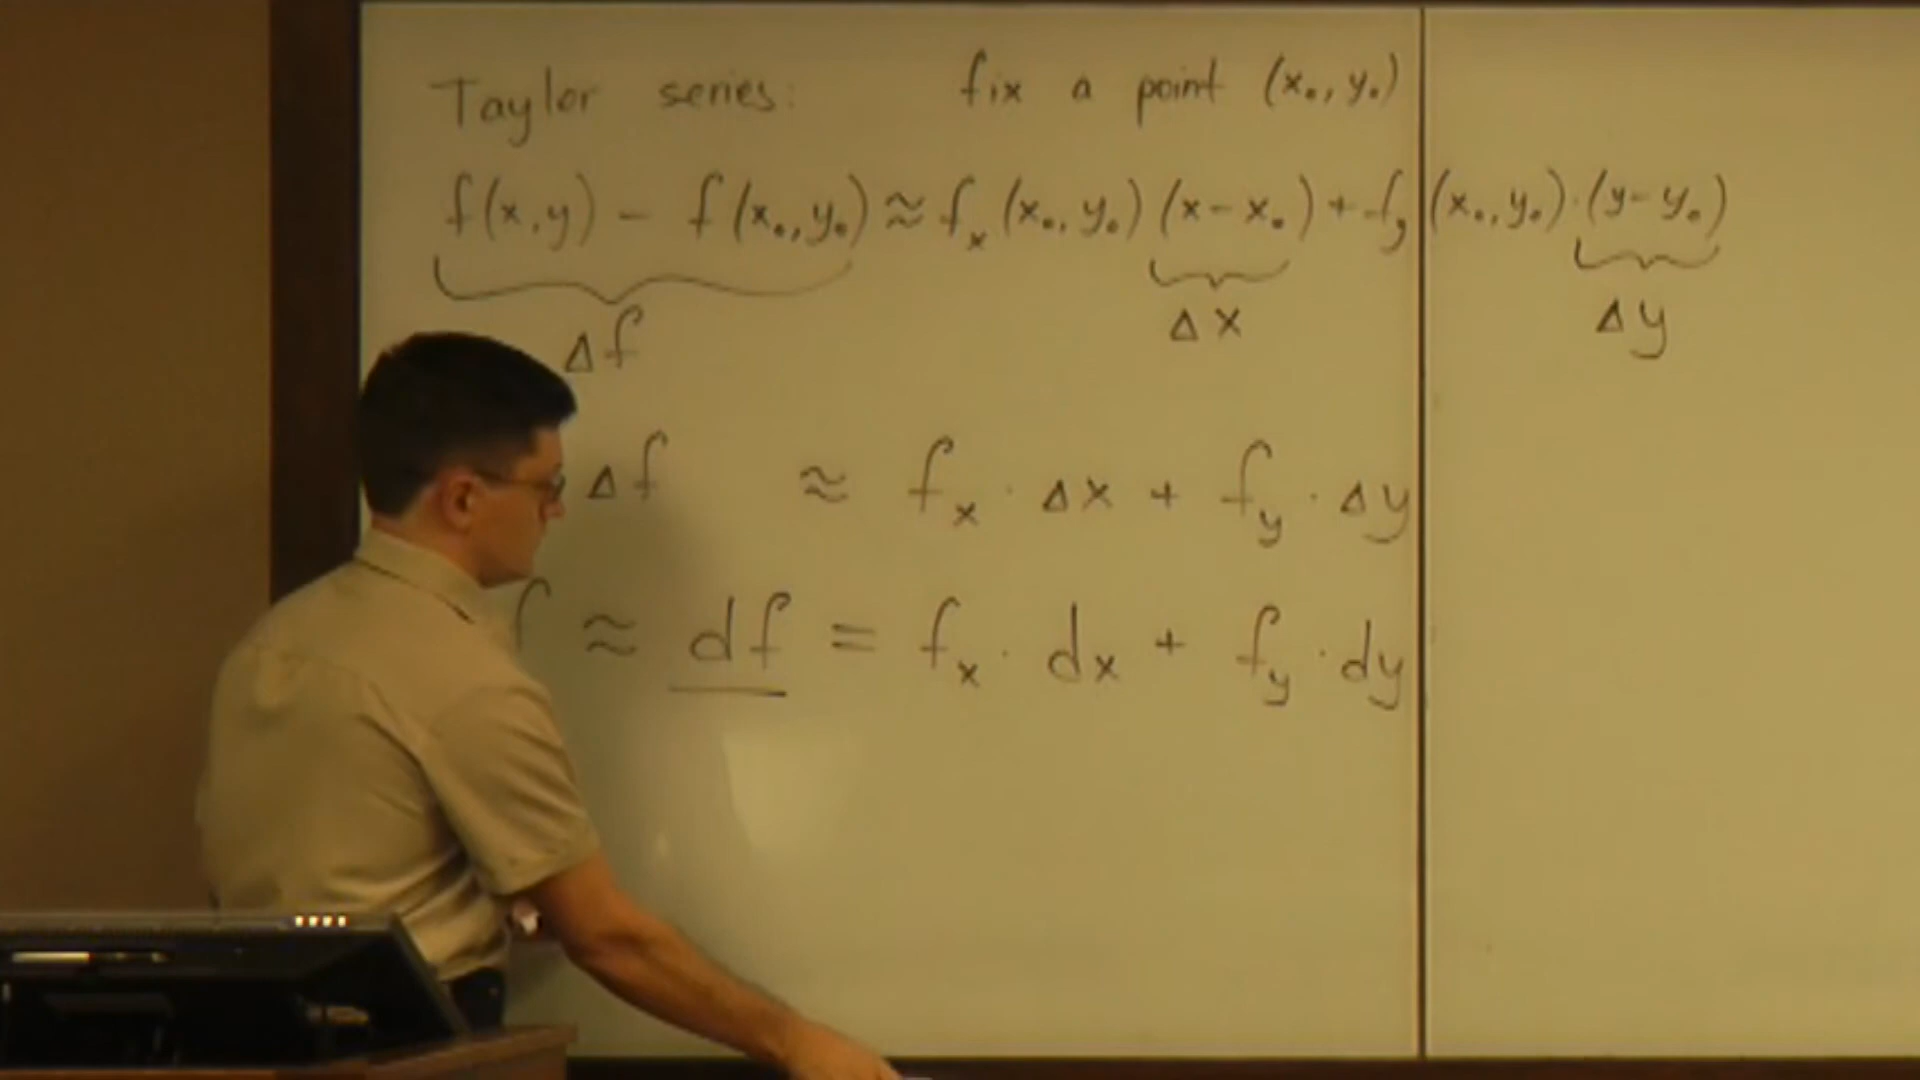 Taylor series: fix a point (x₀, y₀)
f(x,y) - f(x₀,y₀) ≈ fₓ(x₀,y₀)(x-x₀) + f_y(x₀,y₀)·(y-y₀)
Δf Δx Δy
Δf ≈ fₓ · Δx + f_y · Δy
f ≈ df = fₓ · dx + f_y · dy